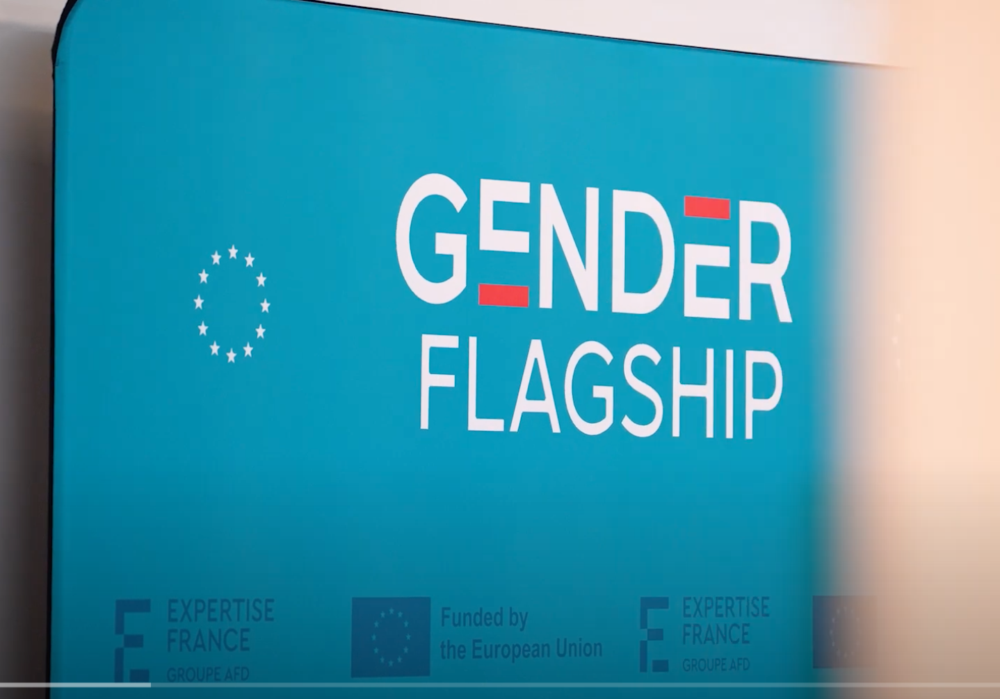 GENDER
FLAGSHIP
EXPERTISE
FRANCE
GROUPE AFD
Funded by
the European Union
EXPERTISE
FRANCE
GROUPE AFD